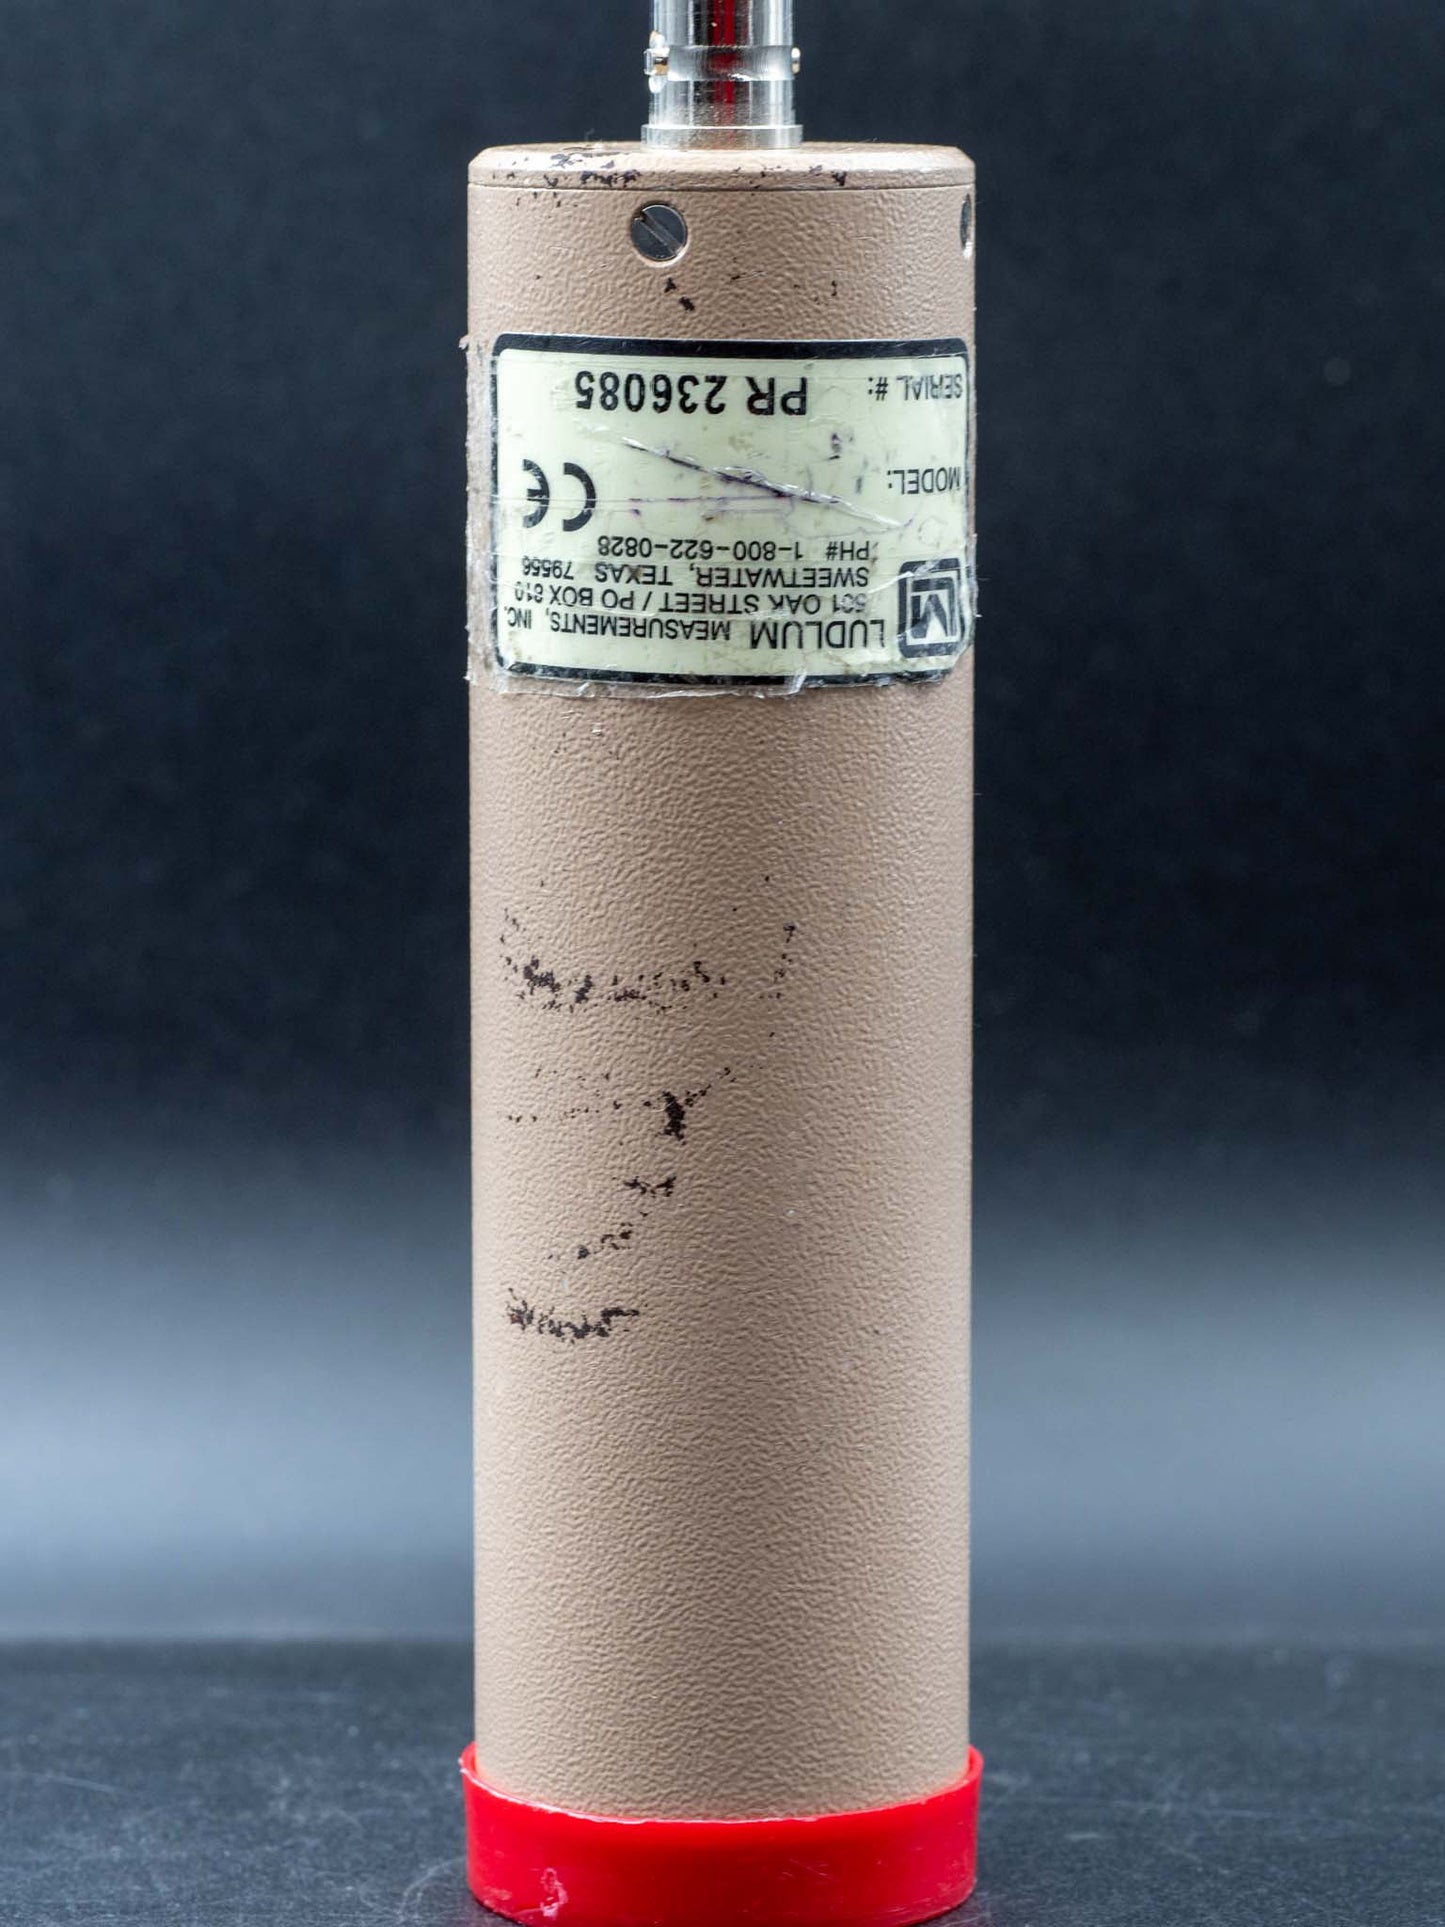 LUDLUM MEASUREMENTS, INC.
501 OAK STREET / PO BOX 810
SWEETWATER, TEXAS 79556
PH# 1-800-622-0828
MODEL:
CE
SERIAL #: PR 236085